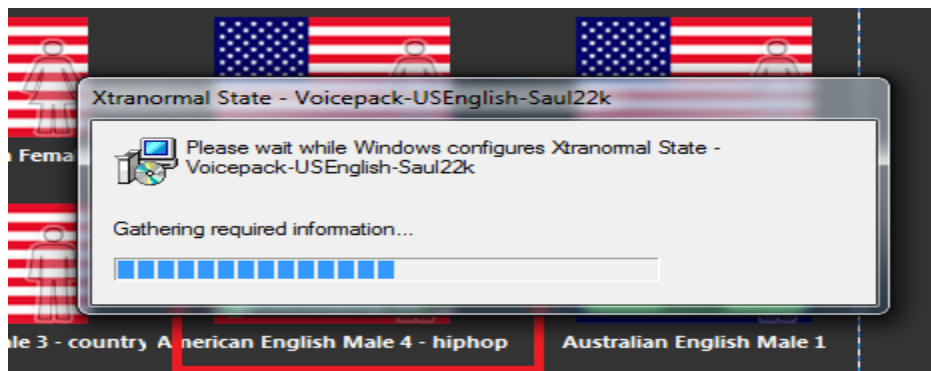 Xtranormal State - Voicepack-USEnglish-Saul22k
Please wait while Windows configures Xtranormal State -
Voicepack-USEnglish-Saul22k
Fema
Gathering required information...
le 3 - country
American English Male 4 - hiphop
Australian English Male 1